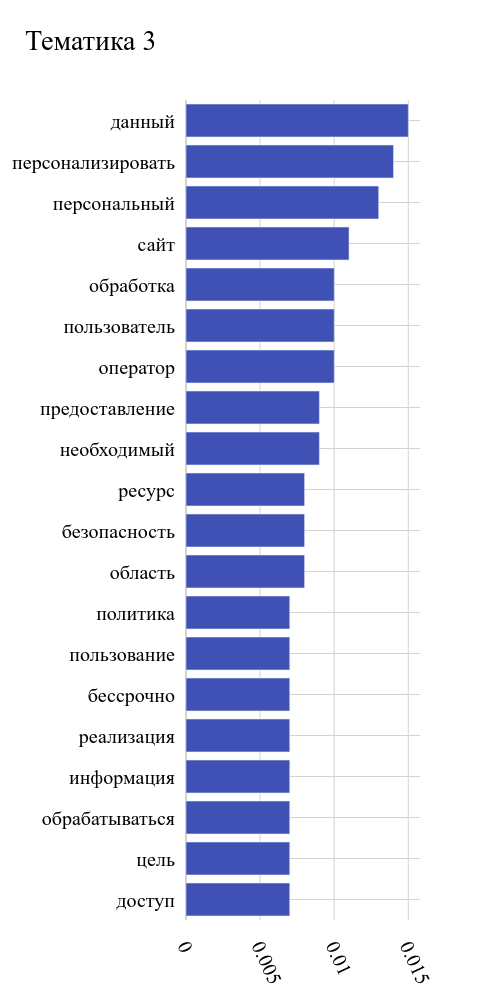 Тематика 3
данный
персонализировать
персональный
сайт
обработка
пользователь
оператор
предоставление
необходимый
ресурс
безопасность
область
политика
пользование
бессрочно
реализация
информация
обрабатываться
цель
доступ
0
0.005
0.01
0.015